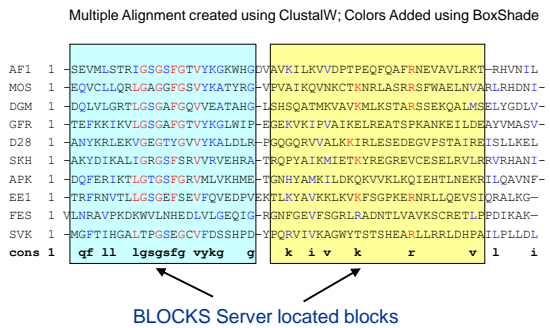 Multiple Alignment created using ClustalW; Colors Added using BoxShade
AF1 1 -SEVMLSTRIGSGSFGTVYKGKWHGDVAVKILKVVDPTPEQFQAFRNEVAVLRKT-RHVNIL
MOS 1 -EQVCLLQRLGAGGFGSVYKATYRG-VPVAIKQVNKCTKNRLASRRSFWAELNVARLRHDNI-
DGM 1 -DQLVLGRTLGSGAFGQVVEATAHGLSHSQATMKVAVKMLKSTARSSEKQALMSELYGDLV-
GFR 1 -TEFKKIKVLGSGAFGTVYKGLWIP-EGEKVKIPVAIKELREATSPKANKEILDEAYVMASV-
D28 1 -ANYKRLEKVGEGTYGVVYKALDLR-PGQGQRVVALKKIRLESEDEGVPSTAIREISLLKEL
SKH 1 -AKYDIKALIGRGSFSRVVRVEHRA-TRQPYAIKMIETKYREGREVCESELRVLRRVRHANI-
APK 1 -DQFERIKTLGTGSFGRVMLVKHME-TGNHYAMKILDKQKVVKLKQIEHTLNEKRILQAVNF-
EE1 1 -TRFRNVTLLGSGEFSEVFQVEDPVEKTLKYAVKKLKVKFSGPKERNRLLQEVSIQRALKG—
FES 1 VLNRAVPKDKWVLNHEDLVLGEQIG-RGNFGEVFSGRLRADNTLVAVKSCRETLPPDIKAK—
SVK 1 -MGFTIHGALTPGSEGCVFDSSHPD-YPQRVIVKAGWYTSTSHEARLLRRLDHPAILPLLDL
cons 1 qf ll lgsgsfg vykg g k i v k r v l i
BLOCKS Server located blocks